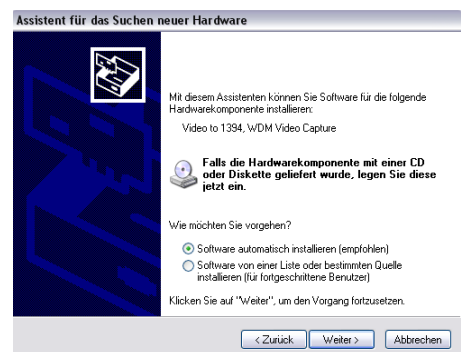 Assistent für das Suchen neuer Hardware
Mit diesem Assistenten können Sie Software für die folgende
Hardwarekomponente installieren:
Video to 1394, WDM Video Capture
Falls die Hardwarekomponente mit einer CD
oder Diskette geliefert wurde, legen Sie diese
jetzt ein.
Wie möchten Sie vorgehen?
Software automatisch installieren (empfohlen)
Software von einer Liste oder bestimmten Quelle
installieren (für fortgeschrittene Benutzer)
Klicken Sie auf "Weiter", um den Vorgang fortzusetzen.
< Zurück
Weiter >
Abbrechen